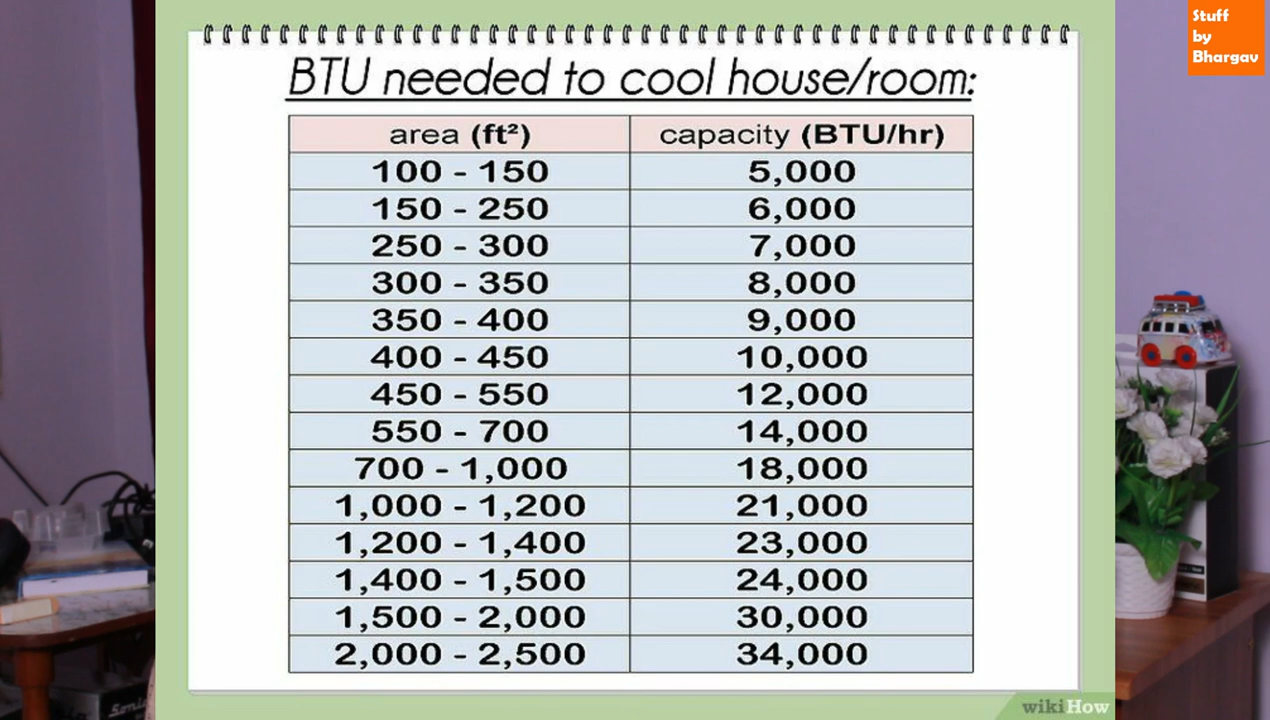 Stuff
by
Bhargav
BTU needed to cool house/room:
area (ft²) capacity (BTU/hr)
100 - 150 5,000
150 - 250 6,000
250 - 300 7,000
300 - 350 8,000
350 - 400 9,000
400 - 450 10,000
450 - 550 12,000
550 - 700 14,000
700 - 1,000 18,000
1,000 - 1,200 21,000
1,200 - 1,400 23,000
1,400 - 1,500 24,000
1,500 - 2,000 30,000
2,000 - 2,500 34,000
wikiHow